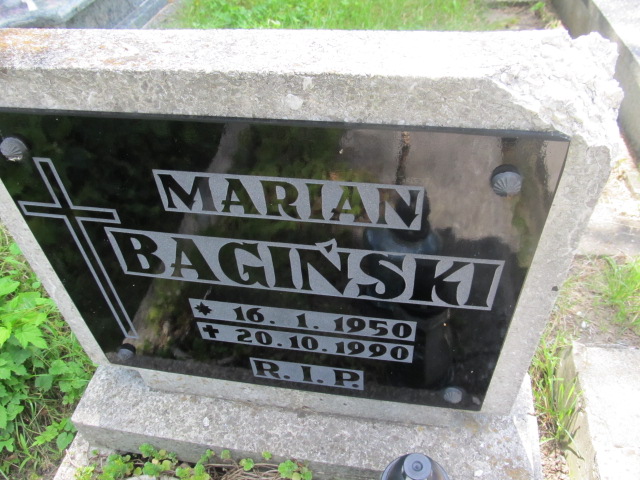 MARIAN
BAGIŃSKI
* 16. 1. 1950
✝ 20. 10. 1990
R. I. P.